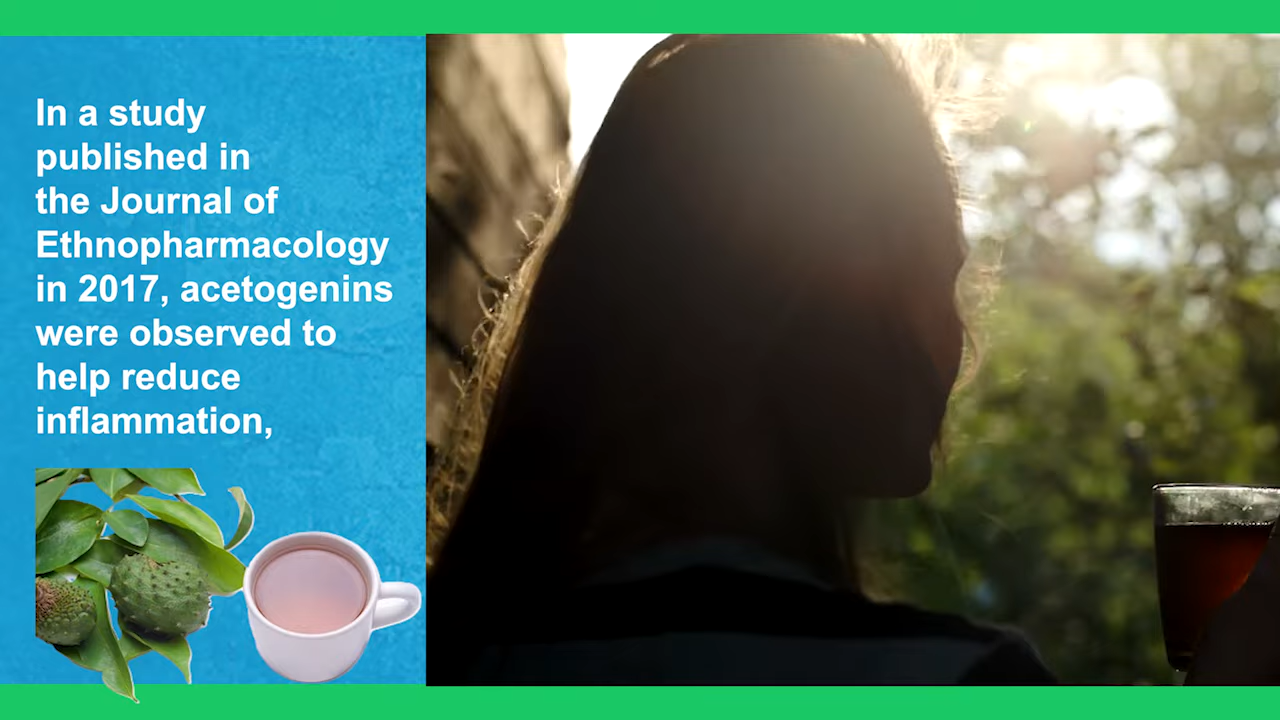 In a study
published in
the Journal of
Ethnopharmacology
in 2017, acetogenins
were observed to
help reduce
inflammation,